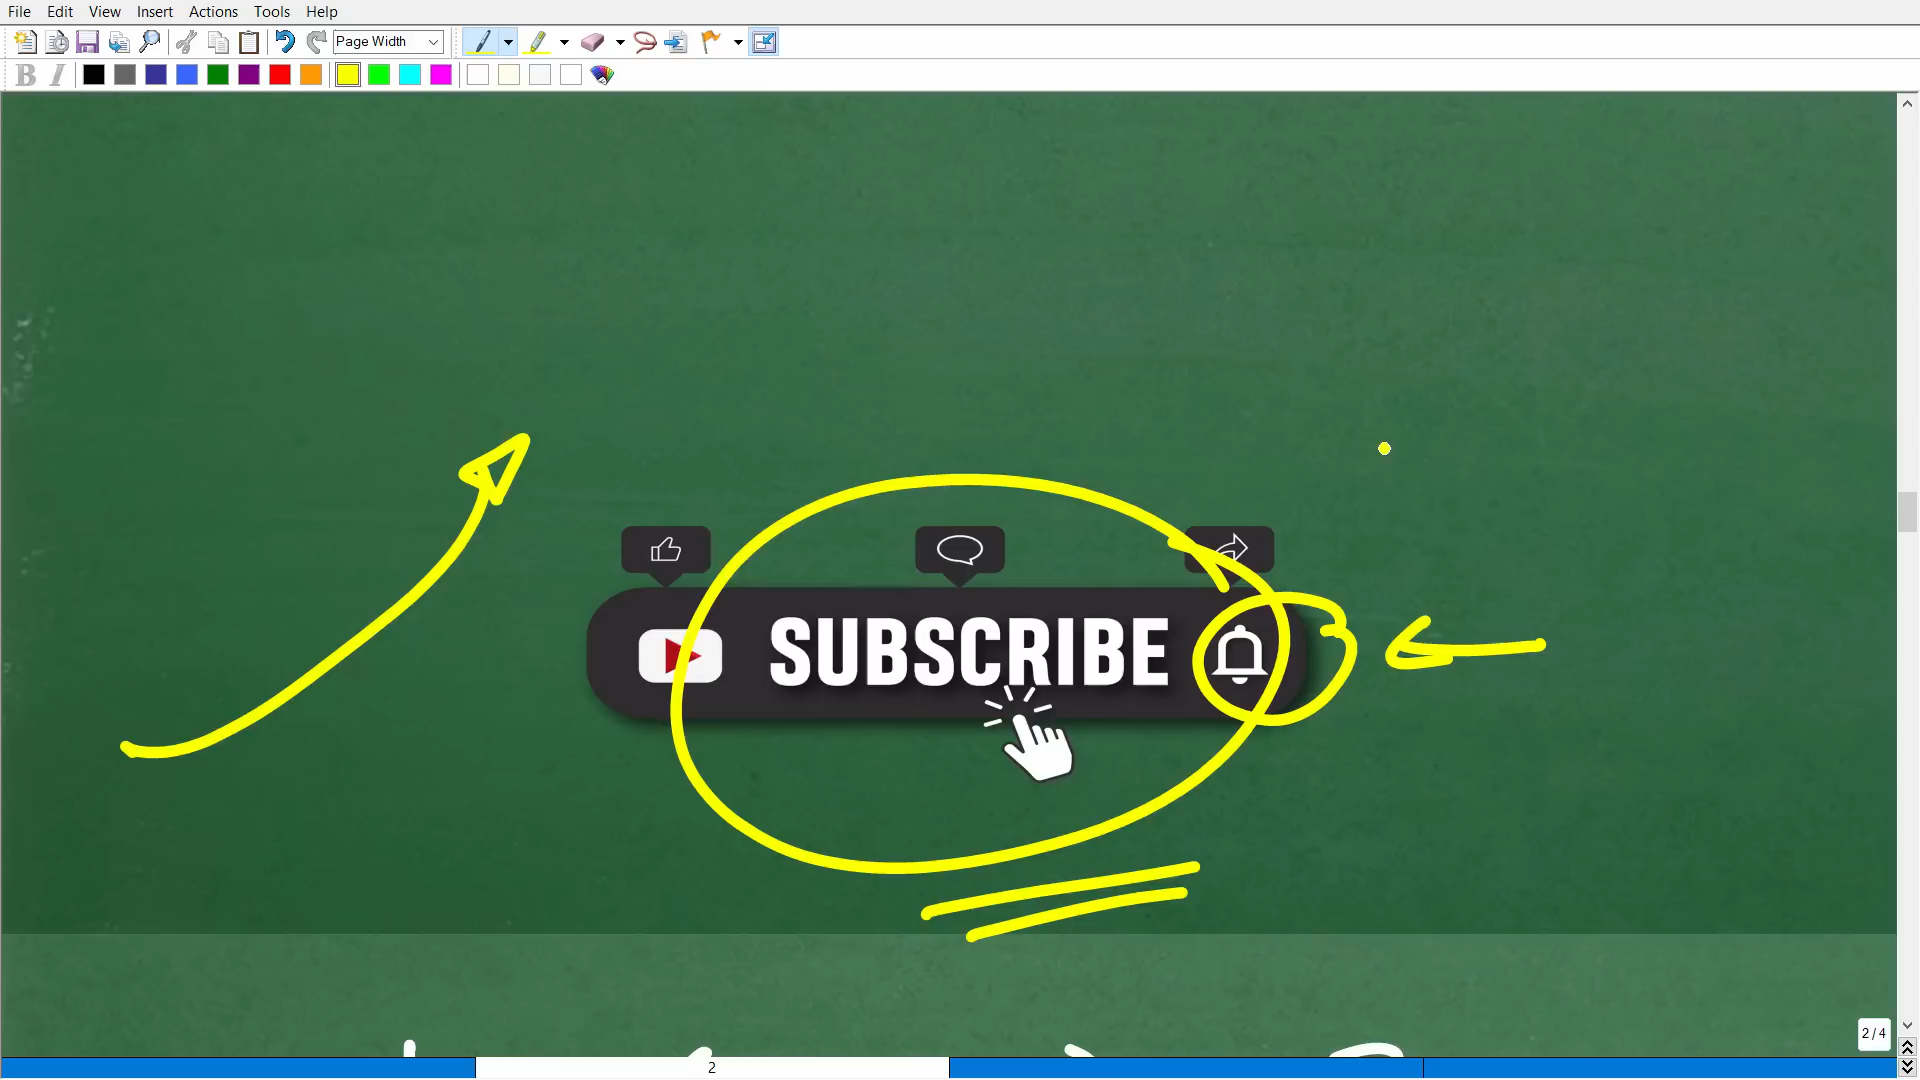 File Edit View Insert Actions Tools Help
Page Width
B I
SUBSCRIBE
2 / 4
2